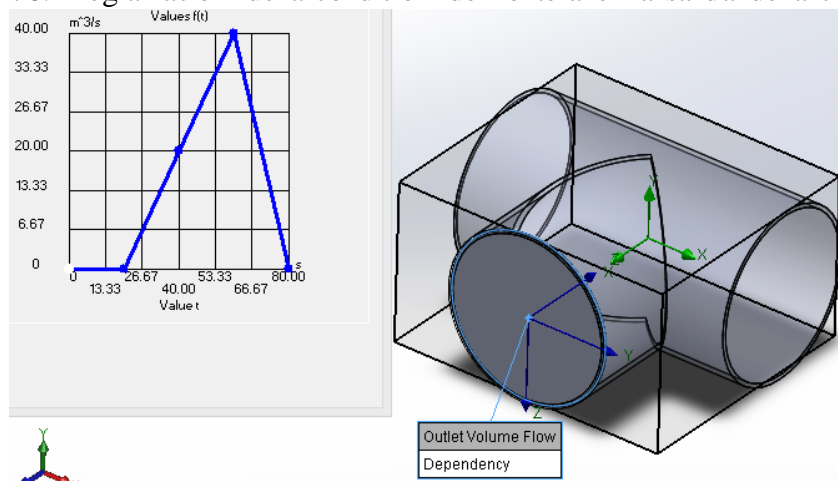 Values f(t)
m^3/s
40.00
33.33
26.67
20.00
13.33
6.67
0
s
0 26.67 53.33 80.00
13.33 40.00 66.67
Value t
Y
X
X
Z
Y
Z
Outlet Volume Flow
Dependency
Y